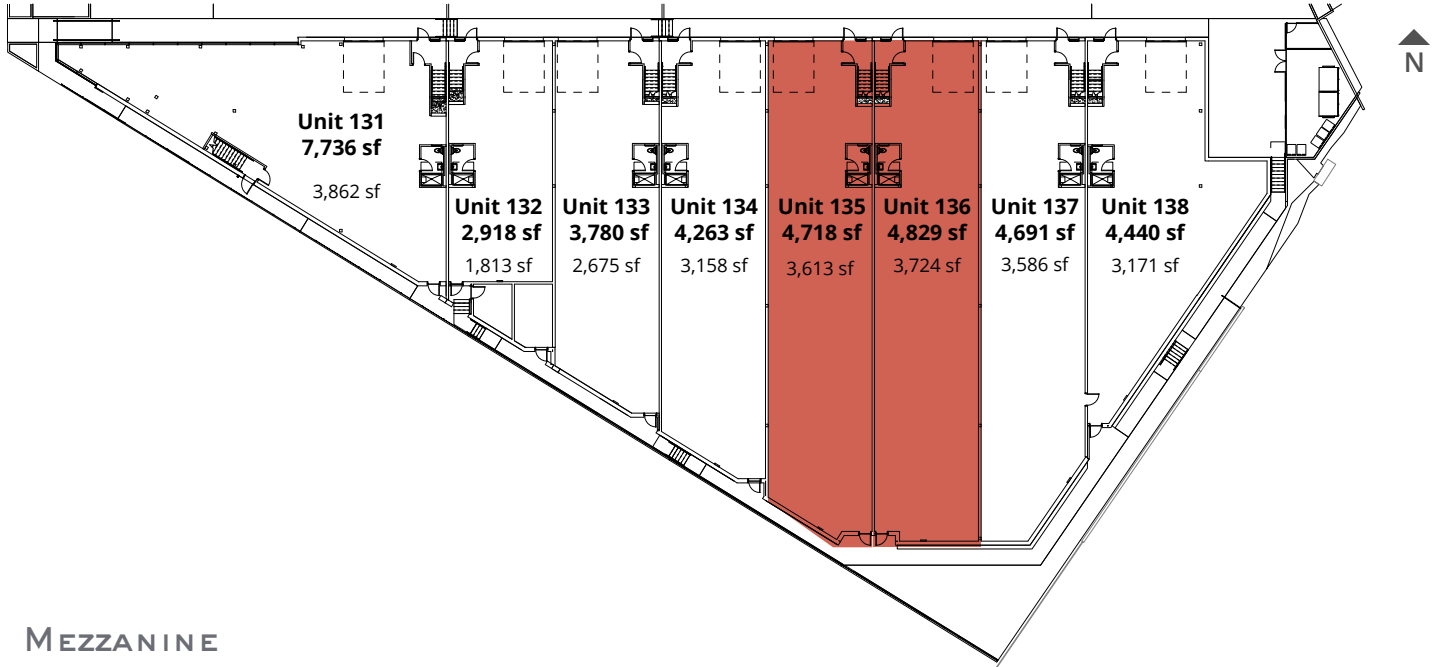 N
Unit 131
7,736 sf
3,862 sf
Unit 132
2,918 sf
1,813 sf
Unit 133
3,780 sf
2,675 sf
Unit 134
4,263 sf
3,158 sf
Unit 135
4,718 sf
3,613 sf
Unit 136
4,829 sf
3,724 sf
Unit 137
4,691 sf
3,586 sf
Unit 138
4,440 sf
3,171 sf
MEZZANINE